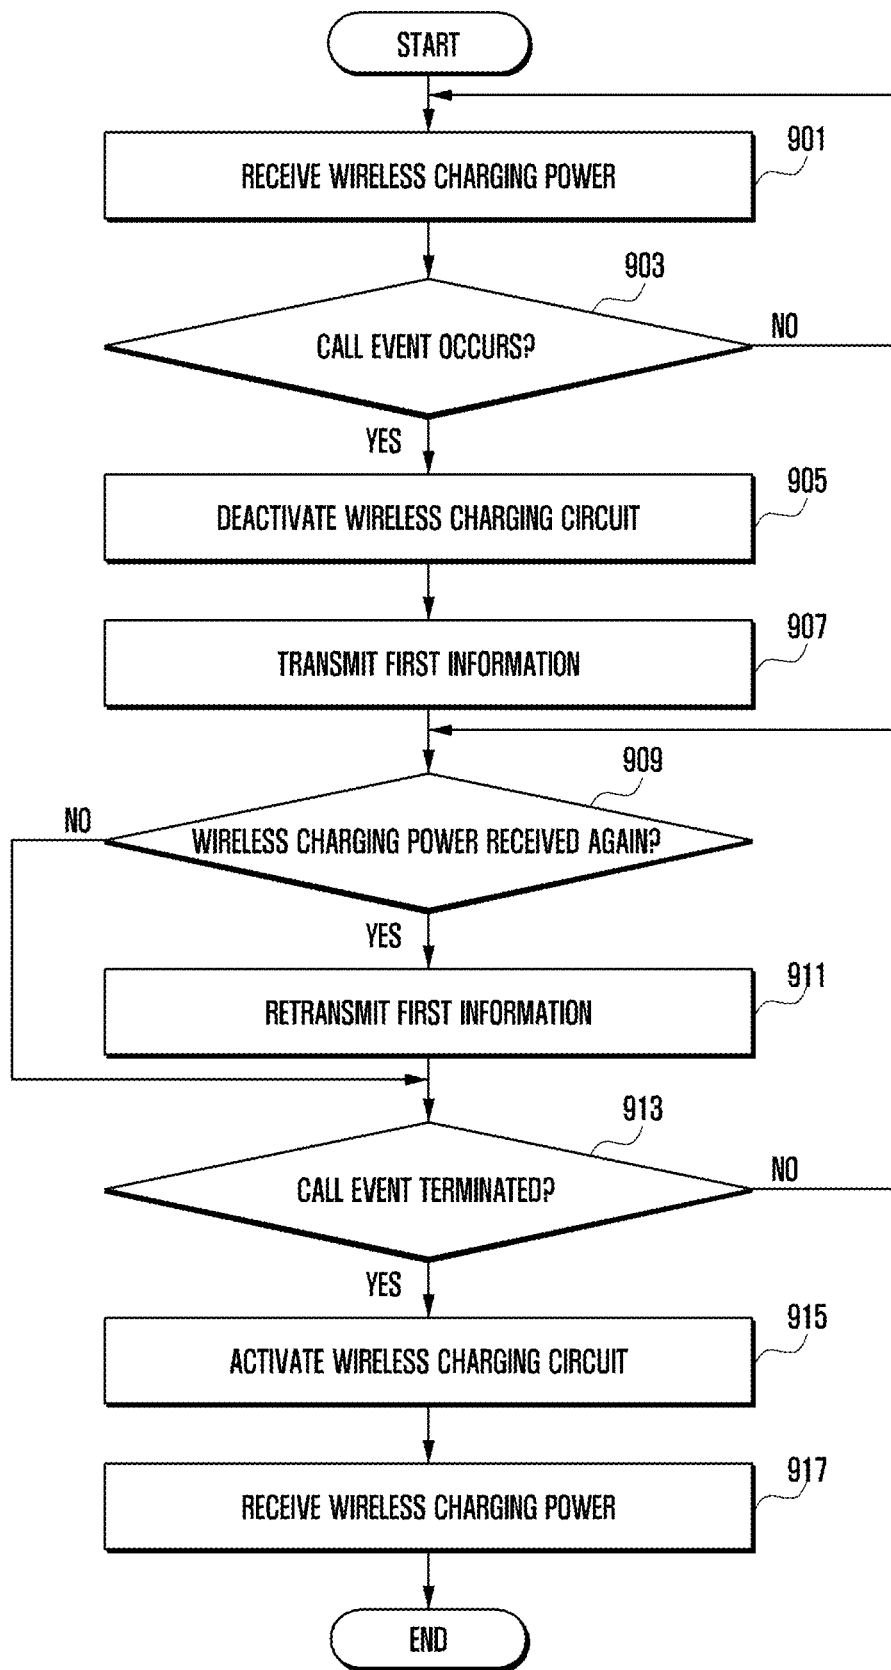 START
901
RECEIVE WIRELESS CHARGING POWER
903
CALL EVENT OCCURS?
NO
YES
905
DEACTIVATE WIRELESS CHARGING CIRCUIT
907
TRANSMIT FIRST INFORMATION
909
NO
WIRELESS CHARGING POWER RECEIVED AGAIN?
YES
911
RETRANSMIT FIRST INFORMATION
913
CALL EVENT TERMINATED?
NO
YES
915
ACTIVATE WIRELESS CHARGING CIRCUIT
917
RECEIVE WIRELESS CHARGING POWER
END